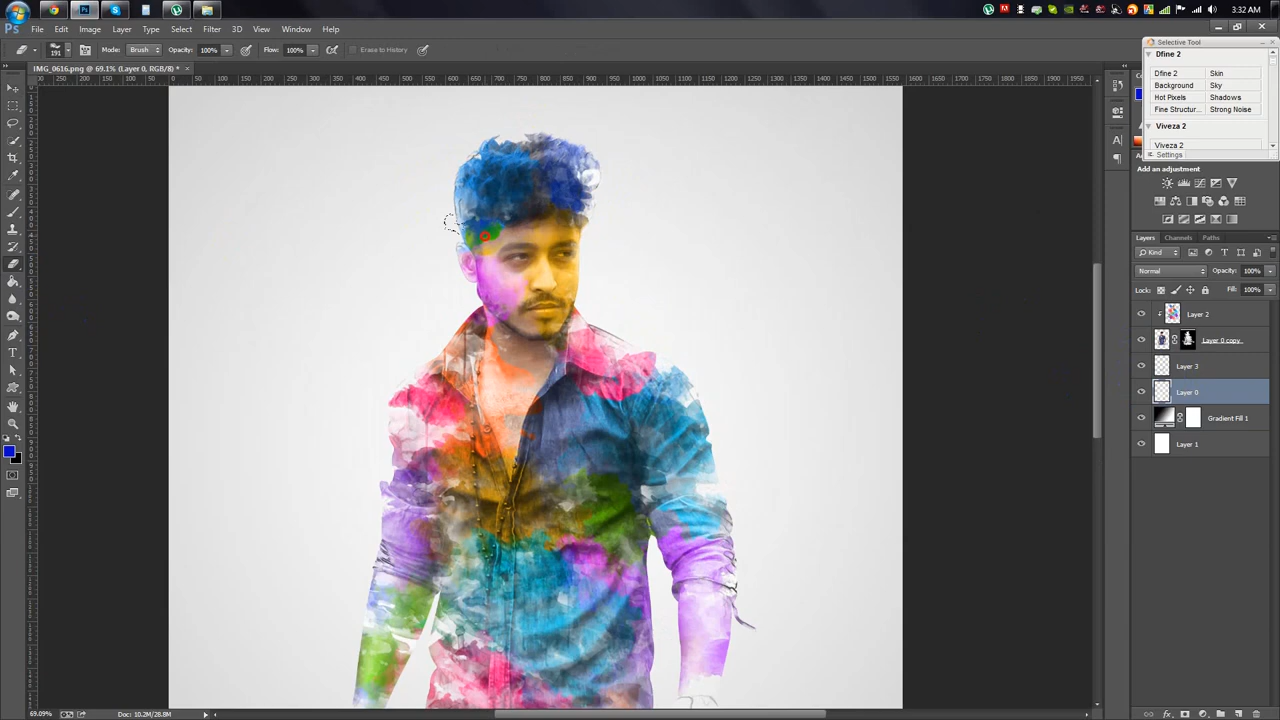 3:32 AM
Ps File Edit Image Layer Type Select Filter 3D View Window Help
191 Mode: Brush Opacity: 100% Flow: 100% Erase to History
Selective Tool
Dfine 2
Dfine 2 Skin
Background Sky
Hot Pixels Shadows
Fine Structur... Strong Noise
Viveza 2
Viveza 2
Settings
IMG_0616.png @ 69.1% (Layer 0, RGB/8) *
Add an adjustment
Layers Channels Paths
Kind
Normal Opacity: 100%
Lock: Fill: 100%
Layer 2
Layer 0 copy
Layer 3
Layer 0
Gradient Fill 1
Layer 1
69.09% Doc: 10.2M/28.8M